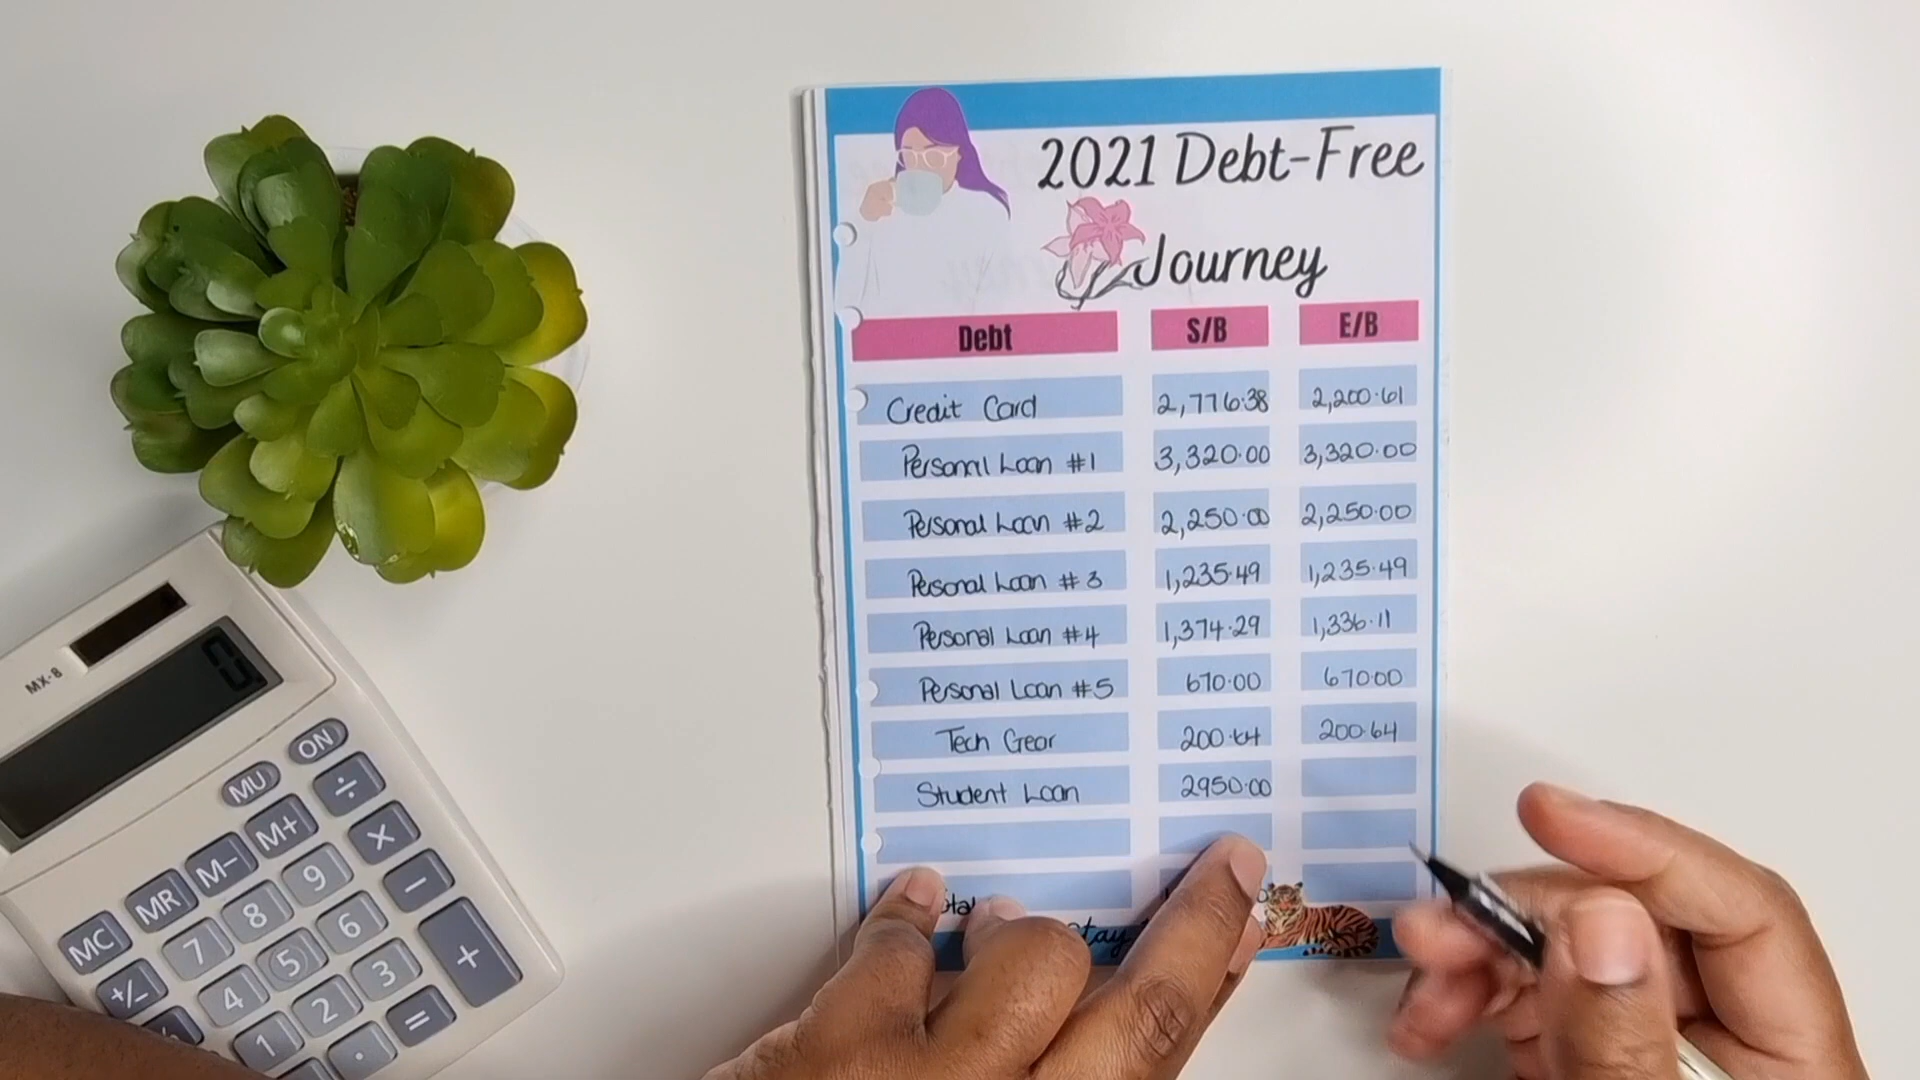 2021 Debt-Free
Journey
Debt S/B E/B
Credit Card 2,776.38 2,200.61
Personal Loan #1 3,320.00 3,320.00
Personal Loan #2 2,250.00 2,250.00
Personal Loan #3 1,235.49 1,235.49
Personal Loan #4 1,374.29 1,336.11
Personal Loan #5 670.00 670.00
Tech Gear 200.64 200.64
Student Loan 2950.00
MX-8
0.
ON
MU ÷
M+ ×
M- 9 −
MR 8 6 +
MC 7 5 3 =
+/- 4 2 .
1